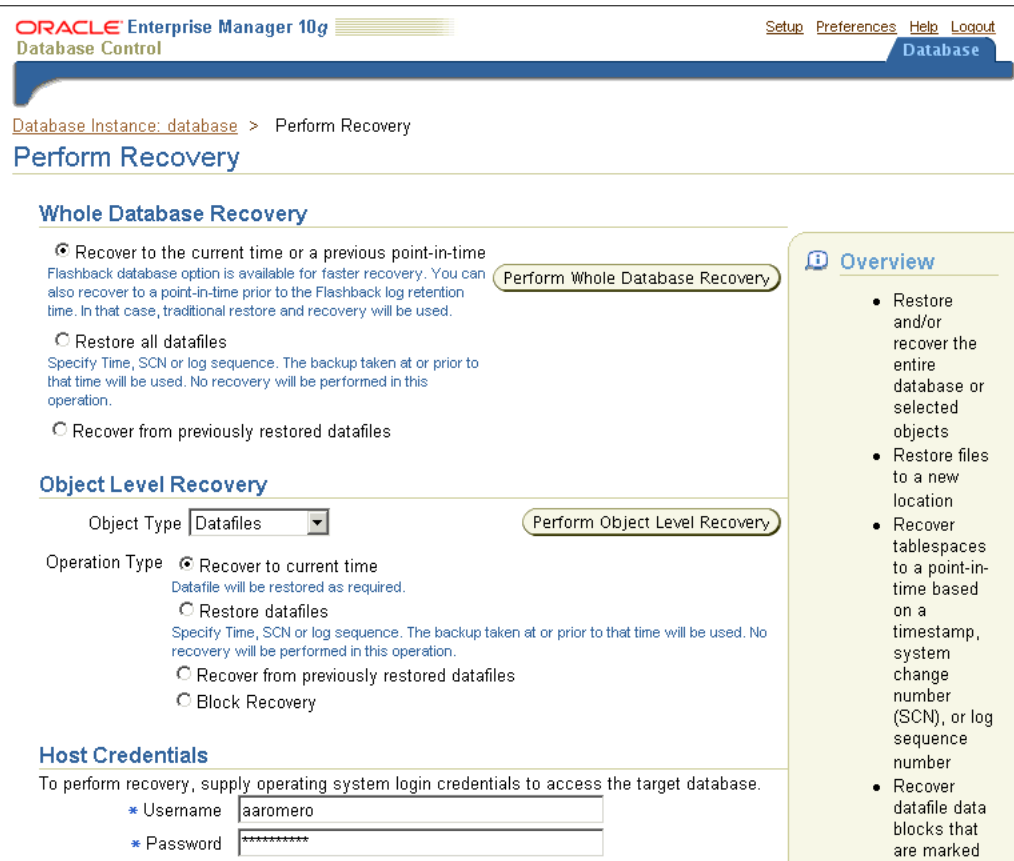 ORACLE Enterprise Manager 10g
Database Control
Setup Preferences Help Logout
Database
Database Instance: database > Perform Recovery
Perform Recovery
Whole Database Recovery
Recover to the current time or a previous point-in-time
Flashback database option is available for faster recovery. You can
also recover to a point-in-time prior to the Flashback log retention
time. In that case, traditional restore and recovery will be used.
Perform Whole Database Recovery
Restore all datafiles
Specify Time, SCN or log sequence. The backup taken at or prior to
that time will be used. No recovery will be performed in this
operation.
Recover from previously restored datafiles
Object Level Recovery
Object Type Datafiles
Perform Object Level Recovery
Operation Type Recover to current time
Datafile will be restored as required.
Restore datafiles
Specify Time, SCN or log sequence. The backup taken at or prior to that time will be used. No
recovery will be performed in this operation.
Recover from previously restored datafiles
Block Recovery
Host Credentials
To perform recovery, supply operating system login credentials to access the target database.
* Username aaromero
* Password **********
Overview
• Restore
and/or
recover the
entire
database or
selected
objects
• Restore files
to a new
location
• Recover
tablespaces
to a point-in-
time based
on a
timestamp,
system
change
number
(SCN), or log
sequence
number
• Recover
datafile data
blocks that
are marked